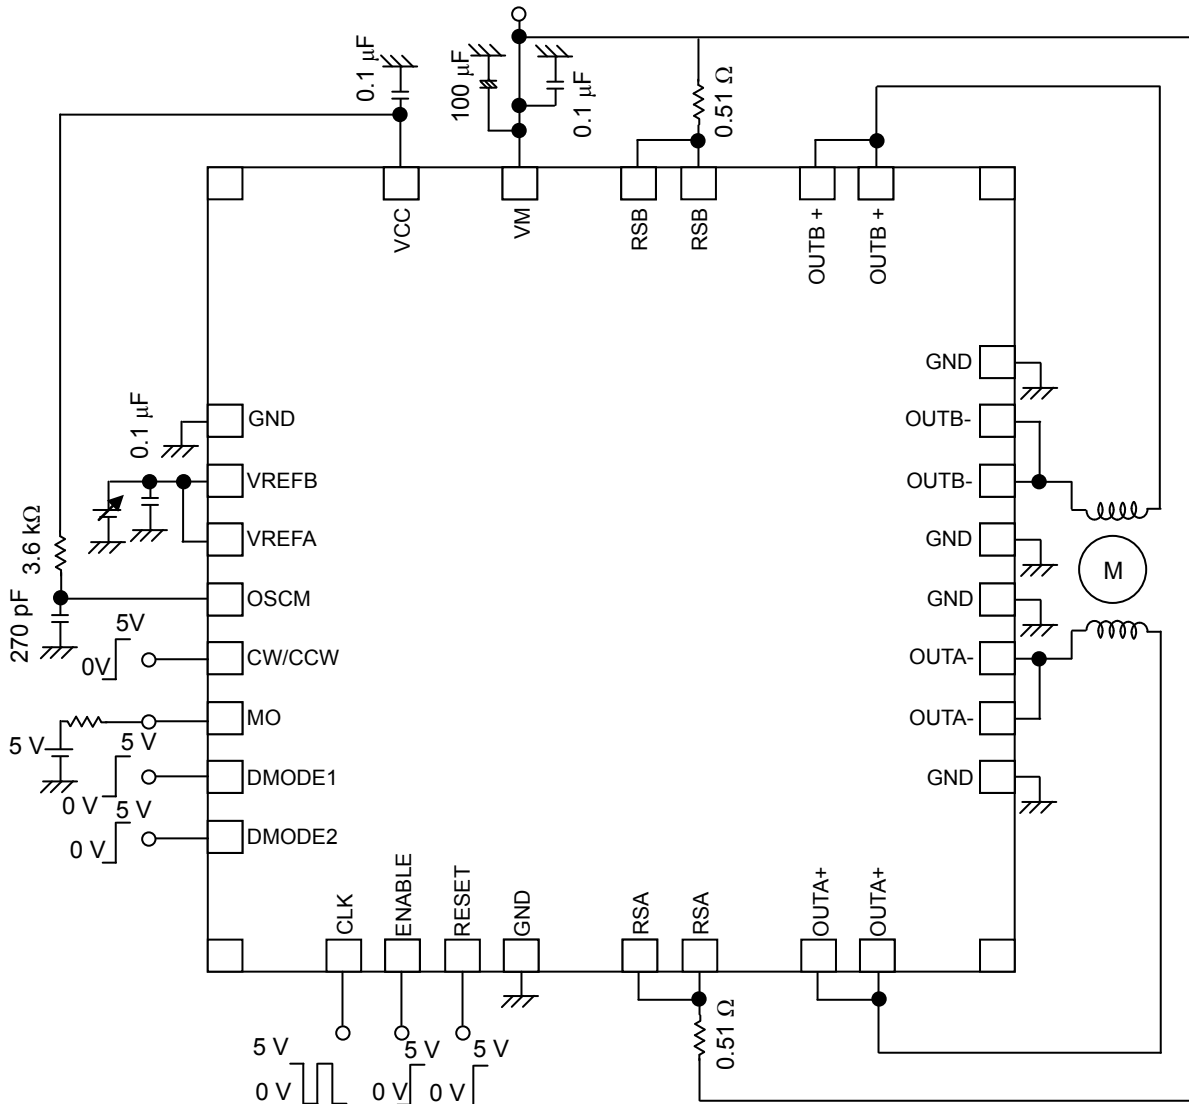 0.1 μF
100 μF
0.1 μF
0.51 Ω
VCC
VM
RSB
RSB
OUTB +
OUTB +
GND
OUTB-
OUTB-
GND
M
GND
OUTA-
OUTA-
GND
0.1 μF
GND
VREFB
VREFA
3.6 kΩ
OSCM
270 pF
5V
0V
CW/CCW
MO
5 V
5 V
DMODE1
0 V
5 V
DMODE2
0 V
CLK
ENABLE
RESET
GND
RSA
RSA
OUTA+
OUTA+
0.51 Ω
5 V
0 V
5 V
0 V
5 V
0 V